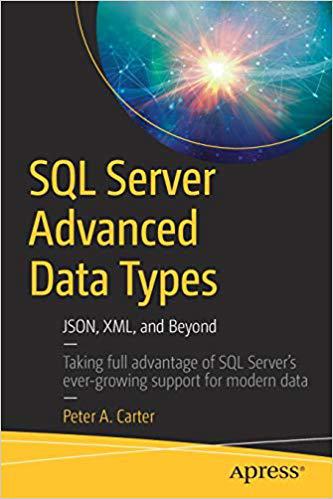 SQL Server
Advanced
Data Types
JSON, XML, and Beyond
Taking full advantage of SQL Server's
ever-growing support for modern data
Peter A. Carter
Apress®